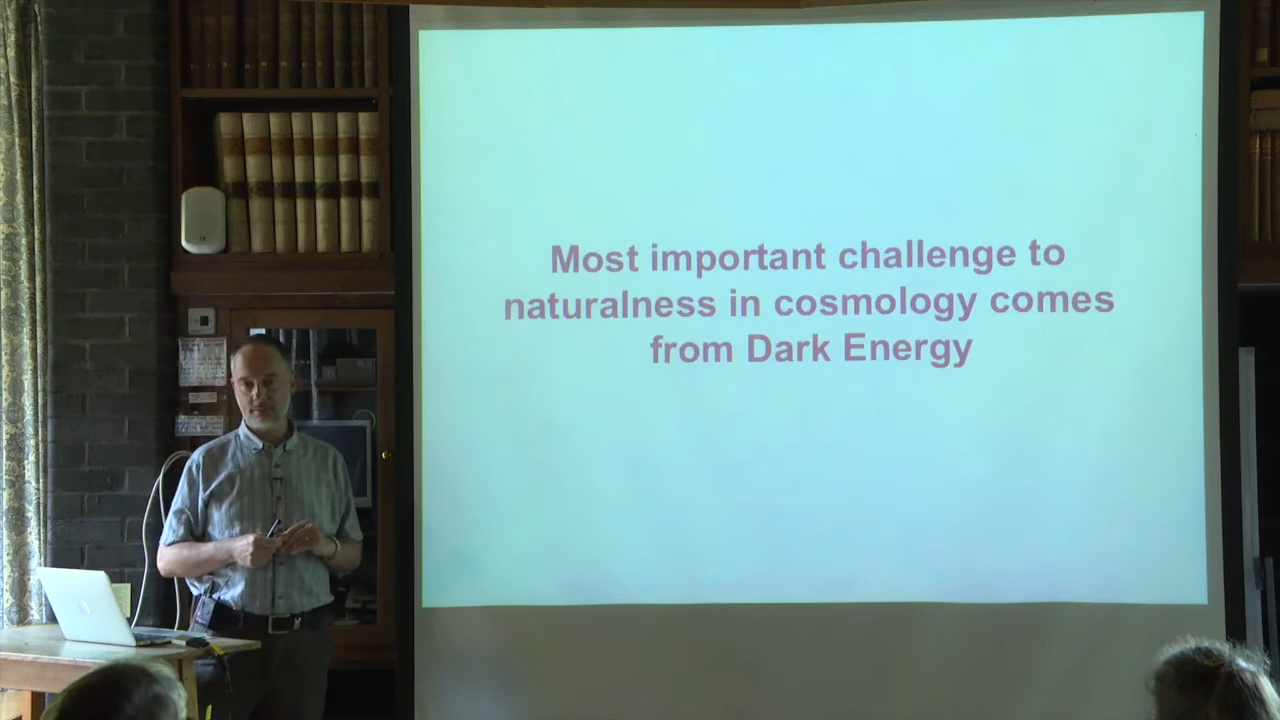 Most important challenge to
naturalness in cosmology comes
from Dark Energy